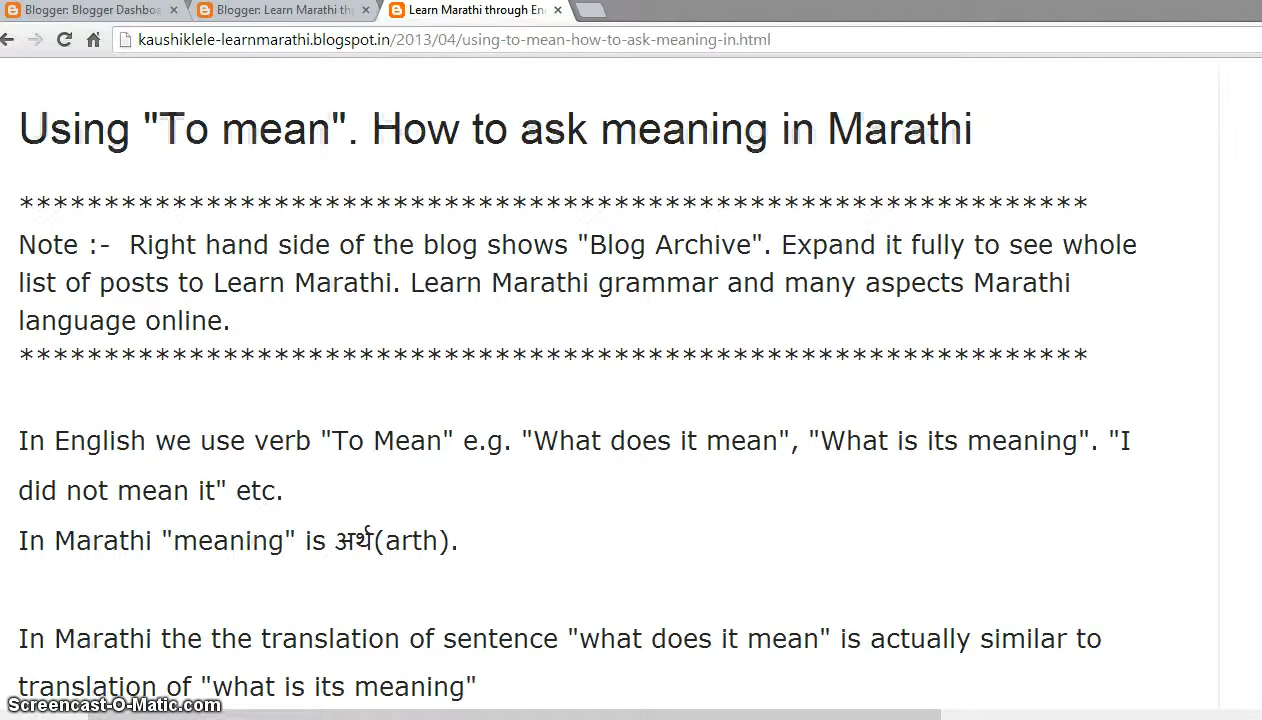 Blogger: Blogger Dashbo
Blogger: Learn Marathi th
Learn Marathi through En
kaushiklele-learnmarathi.blogspot.in/2013/04/using-to-mean-how-to-ask-meaning-in.html
Using "To mean". How to ask meaning in Marathi
***************************************************************
Note :-  Right hand side of the blog shows "Blog Archive". Expand it fully to see whole
list of posts to Learn Marathi. Learn Marathi grammar and many aspects Marathi
language online.
***************************************************************
In English we use verb "To Mean" e.g. "What does it mean", "What is its meaning". "I
did not mean it" etc.
In Marathi "meaning" is अर्थ(arth).
In Marathi the the translation of sentence "what does it mean" is actually similar to
translation of "what is its meaning"
Screencast-O-Matic.com